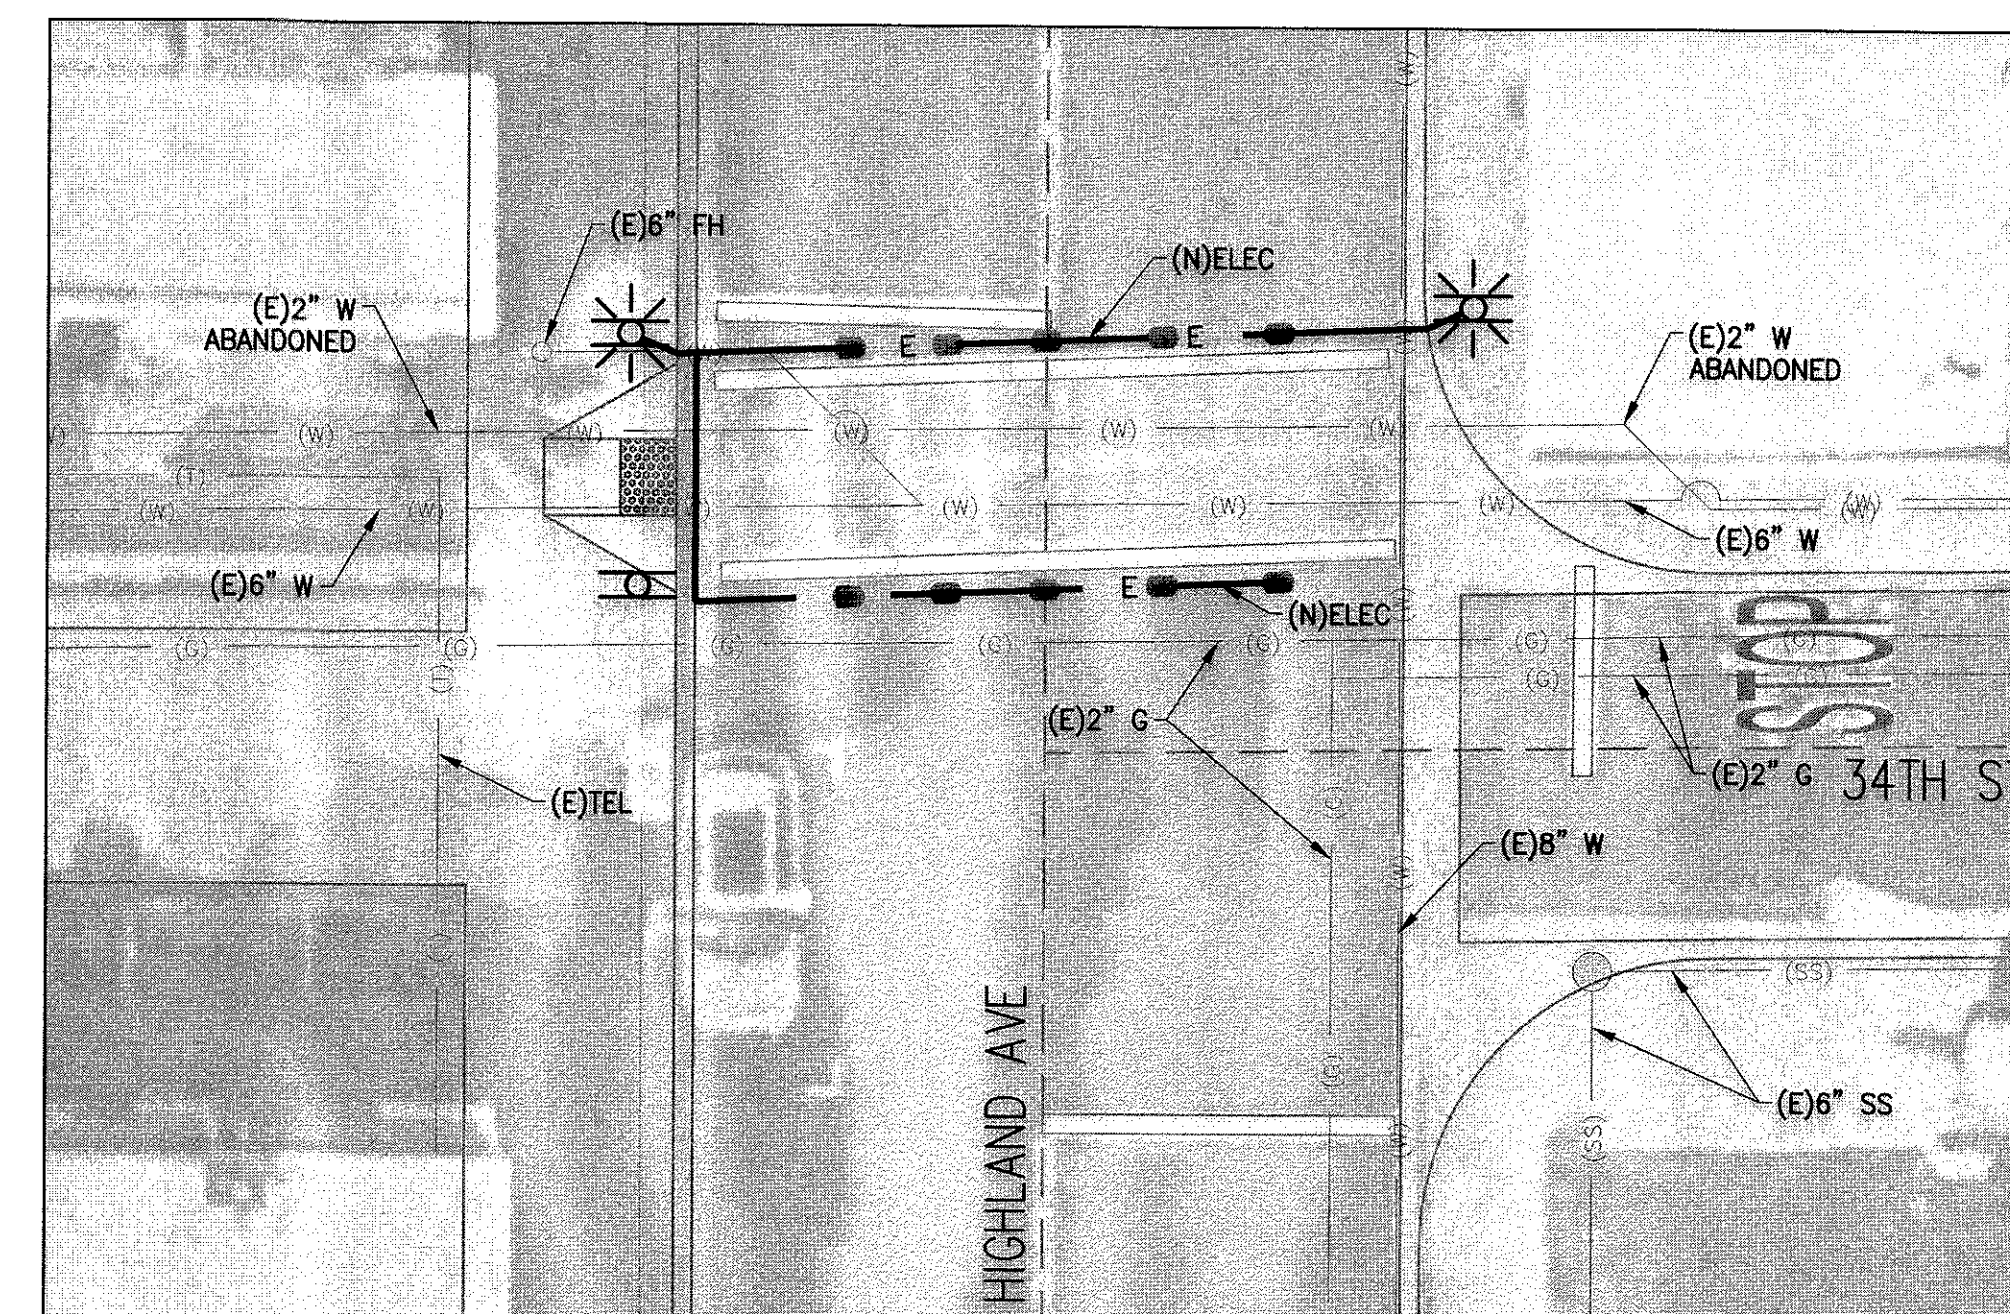 (E)6" FH
(N)ELEC
(E)2" W
ABANDONED
(E)2" W
ABANDONED
E
E
(W)
(W)
(W)
(W)
(W)
(W)
(T)
(W)
(W)
(W)
(W)
(W)
(W)
(E)6" W
(E)6" W
E
(N)ELEC
(G)
(G)
(G)
(G)
(G)
(G)
(G)
(G)
(G)
STOP
(T)
(E)2" G
(E)2" G
34TH ST
(E)TEL
(G)
(E)8" W
(W)
(T)
(SS)
HIGHLAND AVE
(G)
(E)6" SS
(SS)
(W)